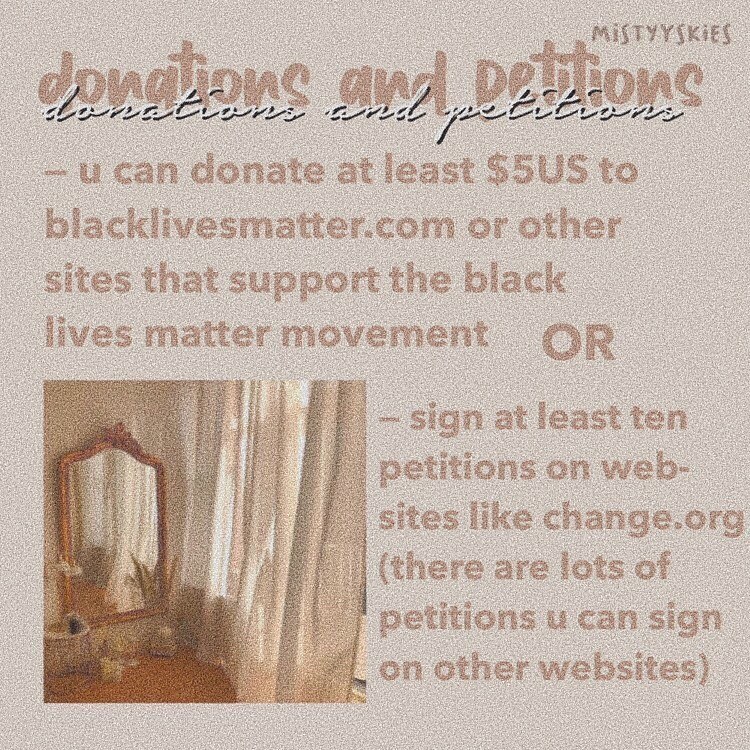 MiSTYYSKiES
donations and petitions
donations and petitions
– u can donate at least $5US to
blacklivesmatter.com or other
sites that support the black
lives matter movement
OR
– sign at least ten
petitions on web-
sites like change.org
(there are lots of
petitions u can sign
on other websites)